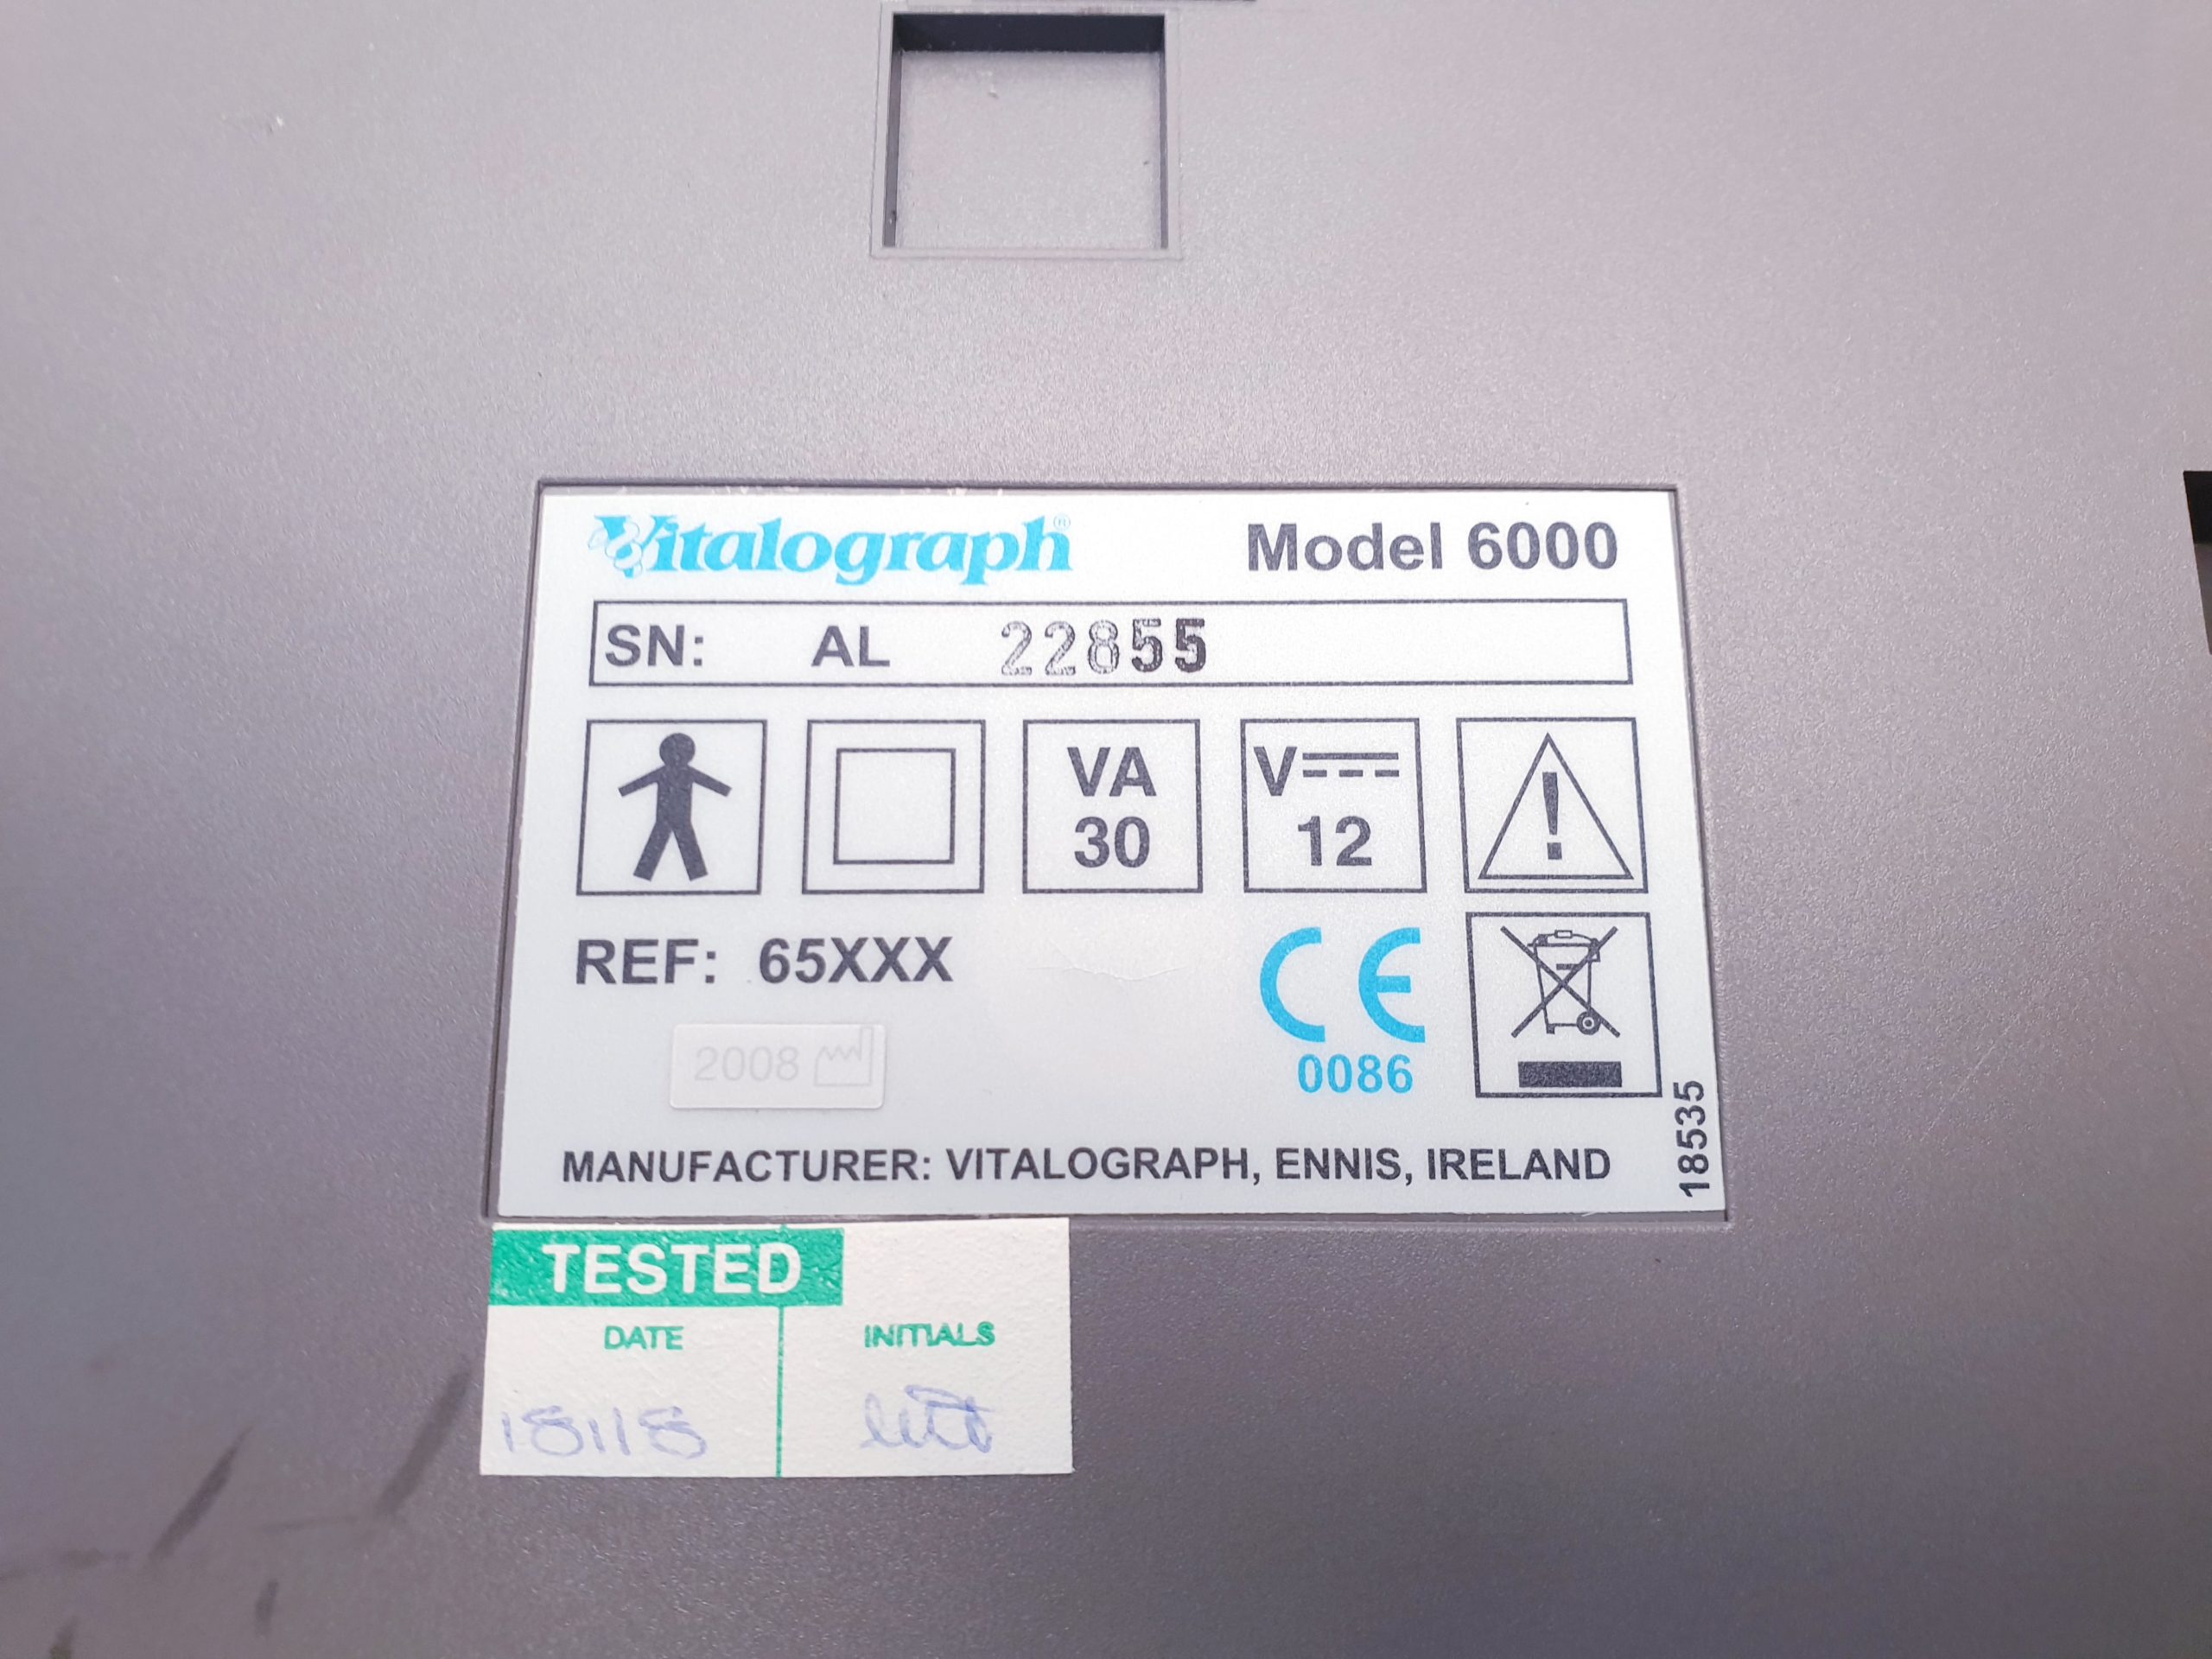 Vitalograph® Model 6000
SN: AL 22855
VA 30
V 12
REF: 65XXX
CE 0086
2008
18535
MANUFACTURER: VITALOGRAPH, ENNIS, IRELAND
TESTED
DATE INITIALS
18118